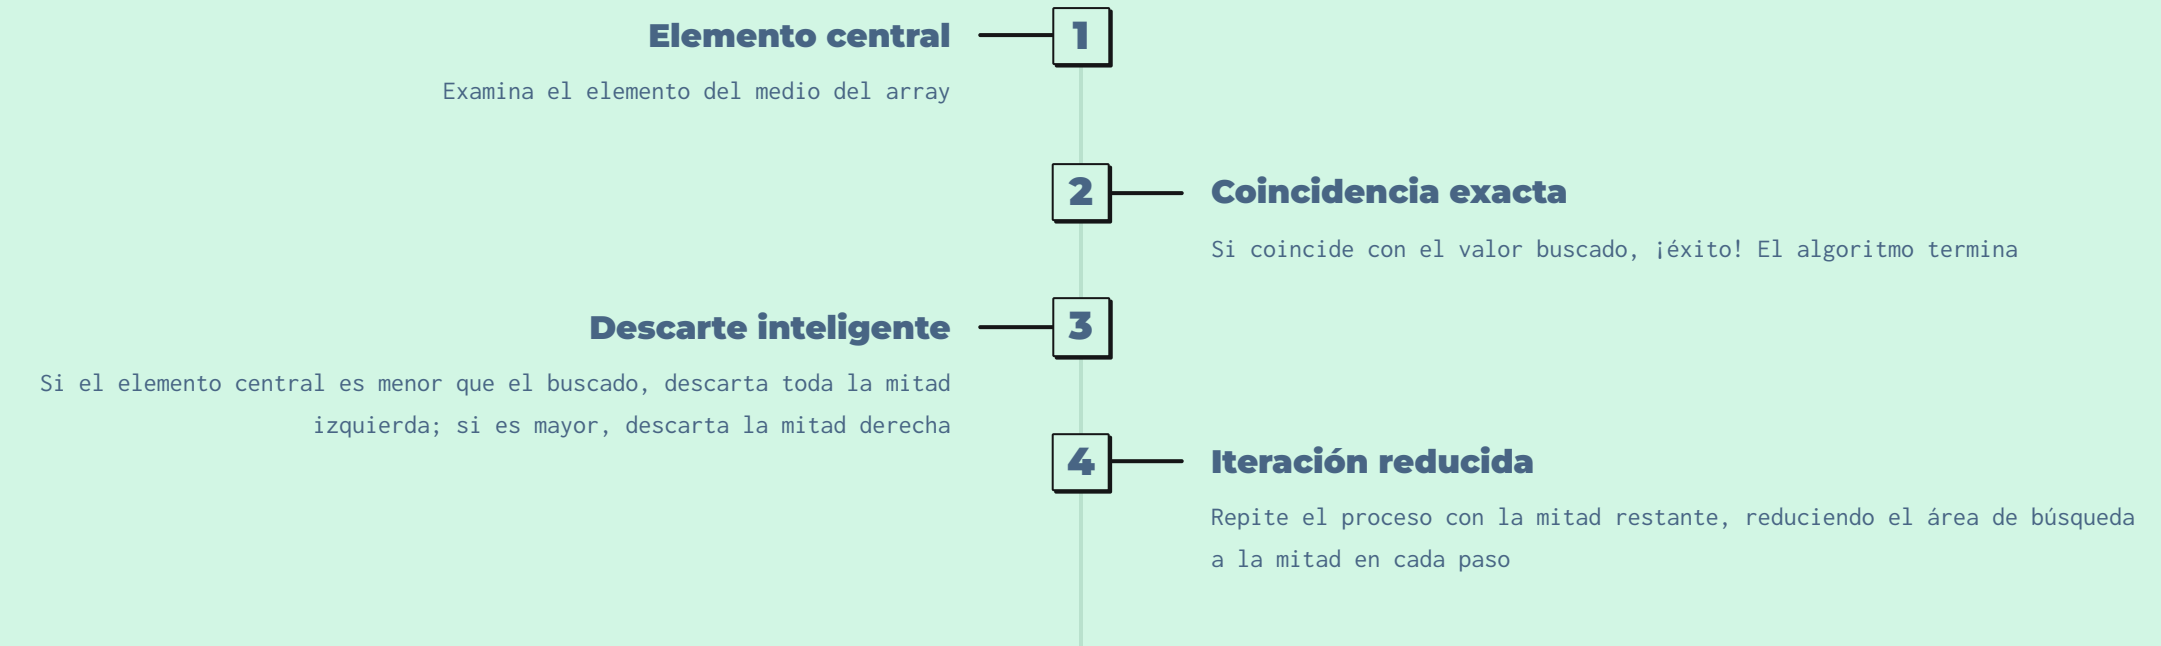 1
Elemento central
Examina el elemento del medio del array
2
Coincidencia exacta
Si coincide con el valor buscado, ¡éxito! El algoritmo termina
3
Descarte inteligente
Si el elemento central es menor que el buscado, descarta toda la mitad
izquierda; si es mayor, descarta la mitad derecha
4
Iteración reducida
Repite el proceso con la mitad restante, reduciendo el área de búsqueda
a la mitad en cada paso